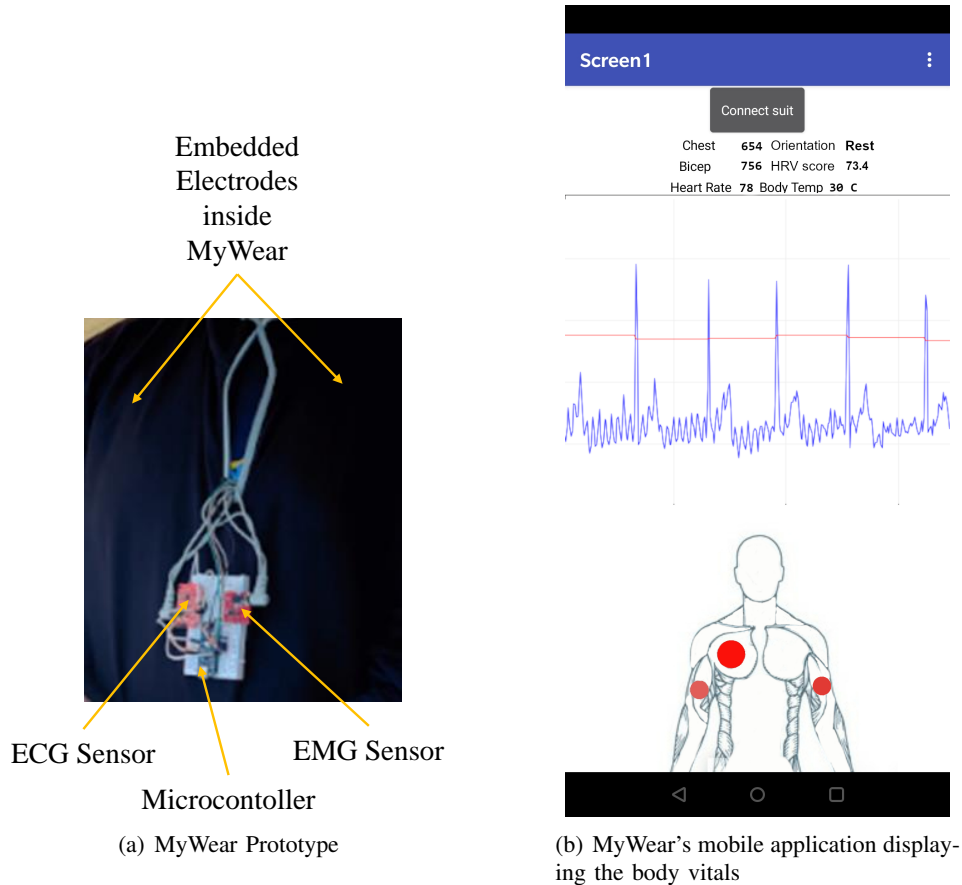 Embedded
Electrodes
inside
MyWear
ECG Sensor
EMG Sensor
Microcontoller
(a) MyWear Prototype
Screen1
Connect suit
Chest 654 Orientation Rest
Bicep 756 HRV score 73.4
Heart Rate 78 Body Temp 30 C
(b) MyWear's mobile application display-
ing the body vitals